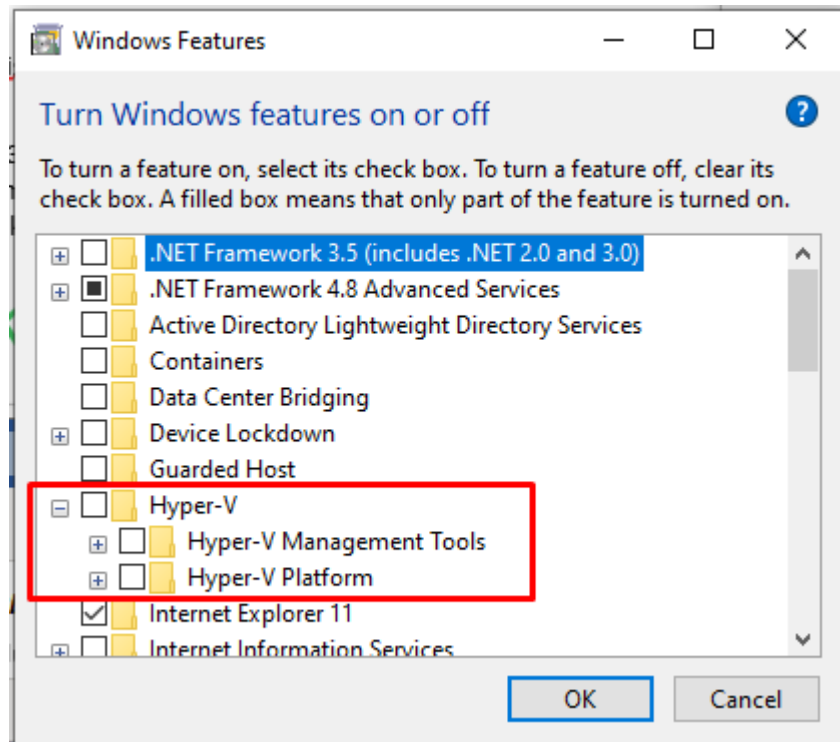 Windows Features
Turn Windows features on or off
?
To turn a feature on, select its check box. To turn a feature off, clear its
check box. A filled box means that only part of the feature is turned on.
.NET Framework 3.5 (includes .NET 2.0 and 3.0)
.NET Framework 4.8 Advanced Services
Active Directory Lightweight Directory Services
Containers
Data Center Bridging
Device Lockdown
Guarded Host
Hyper-V
Hyper-V Management Tools
Hyper-V Platform
Internet Explorer 11
Internet Information Services
OK
Cancel